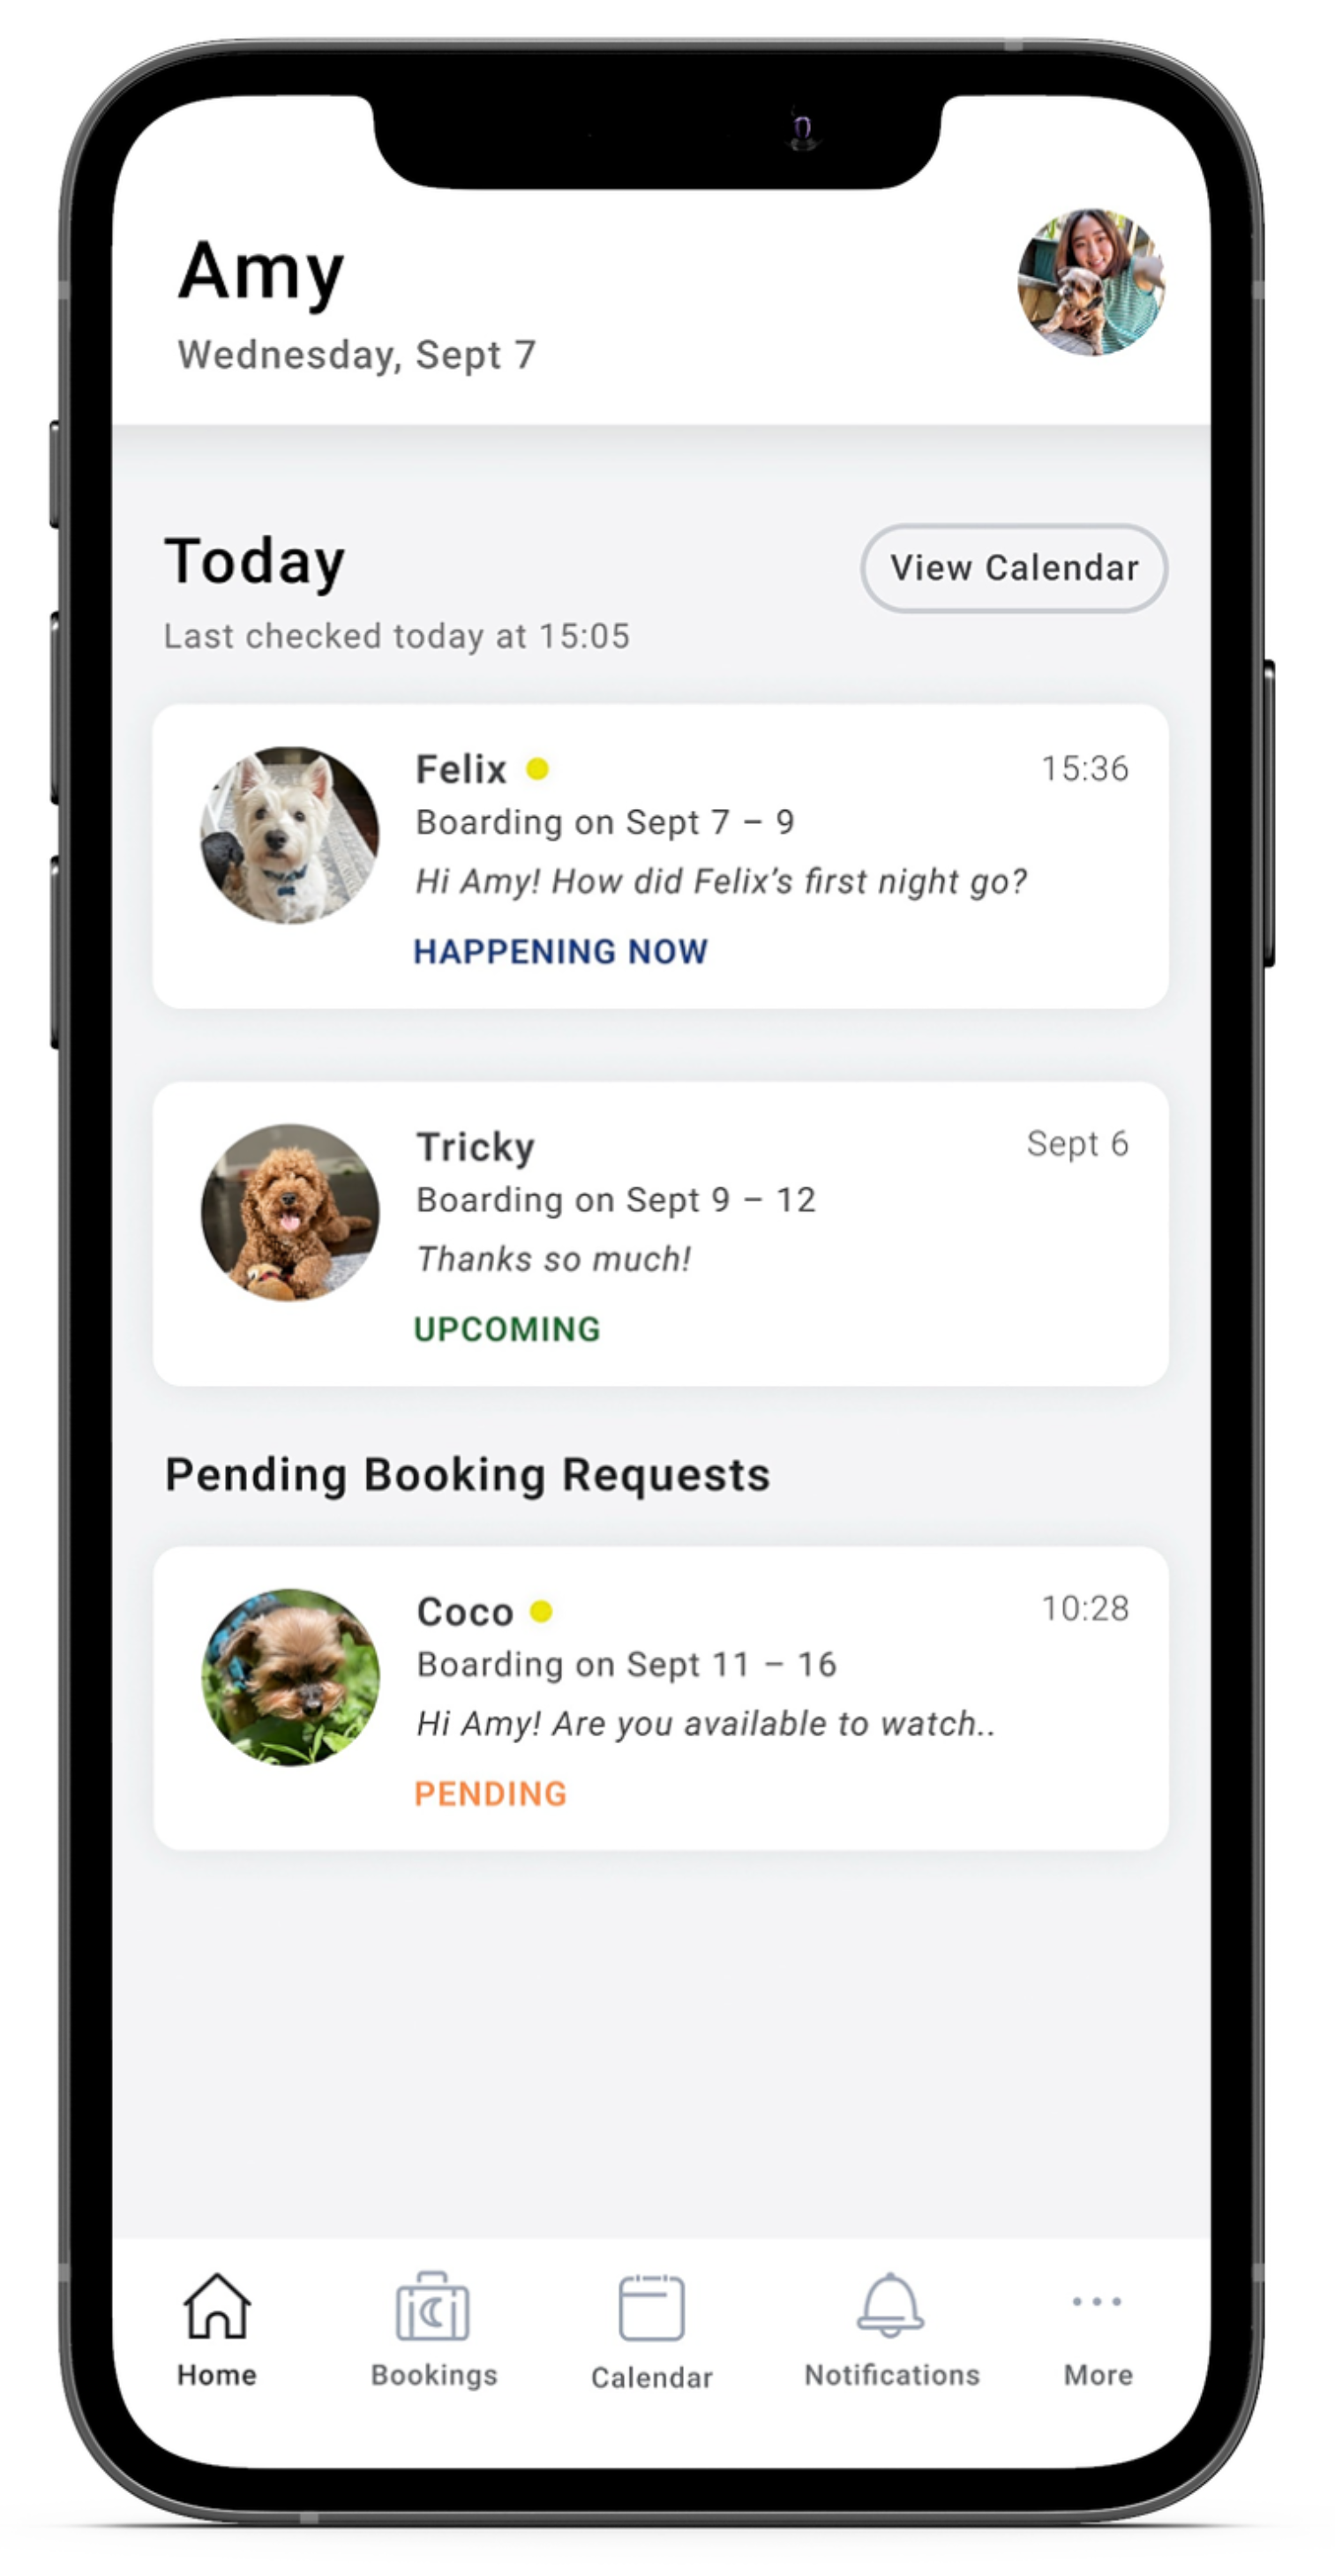 Amy
Wednesday, Sept 7
Today
View Calendar
Last checked today at 15:05
Felix
15:36
Boarding on Sept 7 – 9
Hi Amy! How did Felix’s first night go?
HAPPENING NOW
Tricky
Sept 6
Boarding on Sept 9 – 12
Thanks so much!
UPCOMING
Pending Booking Requests
Coco
10:28
Boarding on Sept 11 – 16
Hi Amy! Are you available to watch..
PENDING
Home
Bookings
Calendar
Notifications
More